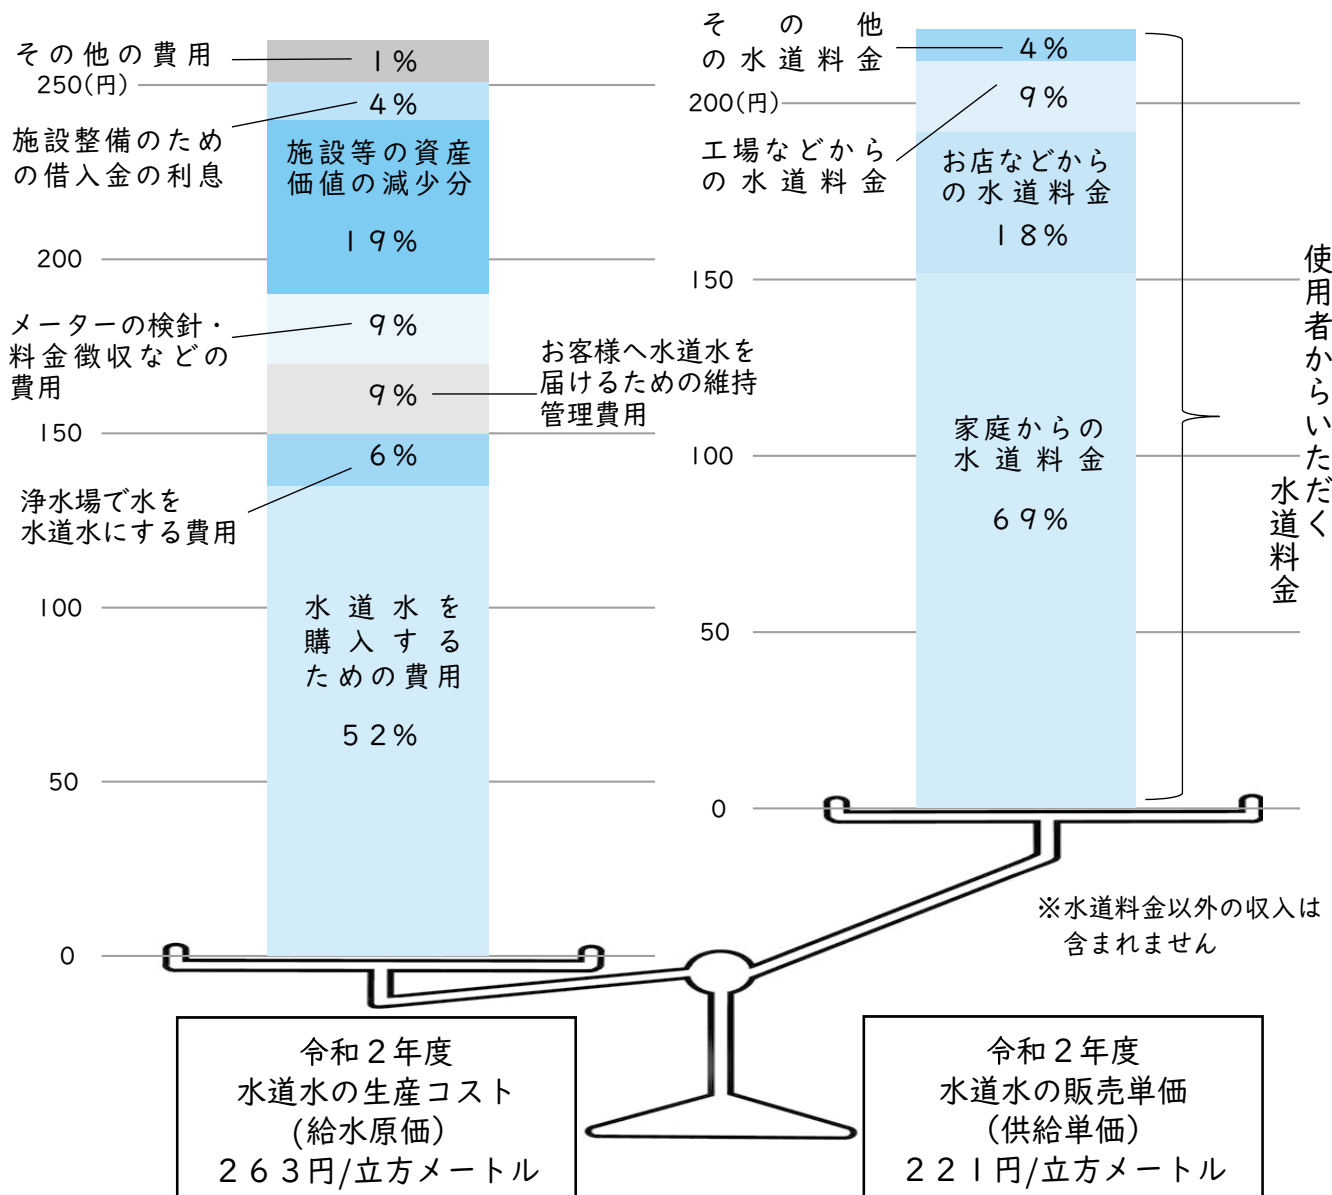 その他の費用
1%
250(円)
4%
施設整備のため
の借入金の利息
施設等の資産
価値の減少分
19%
200
メーターの検針・
料金徴収などの
費用
9%
お客様へ水道水を
届けるための維持
管理費用
9%
150
6%
浄水場で水を
水道水にする費用
100
水道水を
購入する
ための費用
52%
50
0
令和2年度
水道水の生産コスト
(給水原価)
263円/立方メートル
その他
の水道料金
4%
200(円)
9%
工場などから
の水道料金
お店などから
の水道料金
18%
150
家庭からの
水道料金
69%
100
50
0
使用者からいただく
水道料金
※水道料金以外の収入は
含まれません
令和2年度
水道水の販売単価
(供給単価)
221円/立方メートル